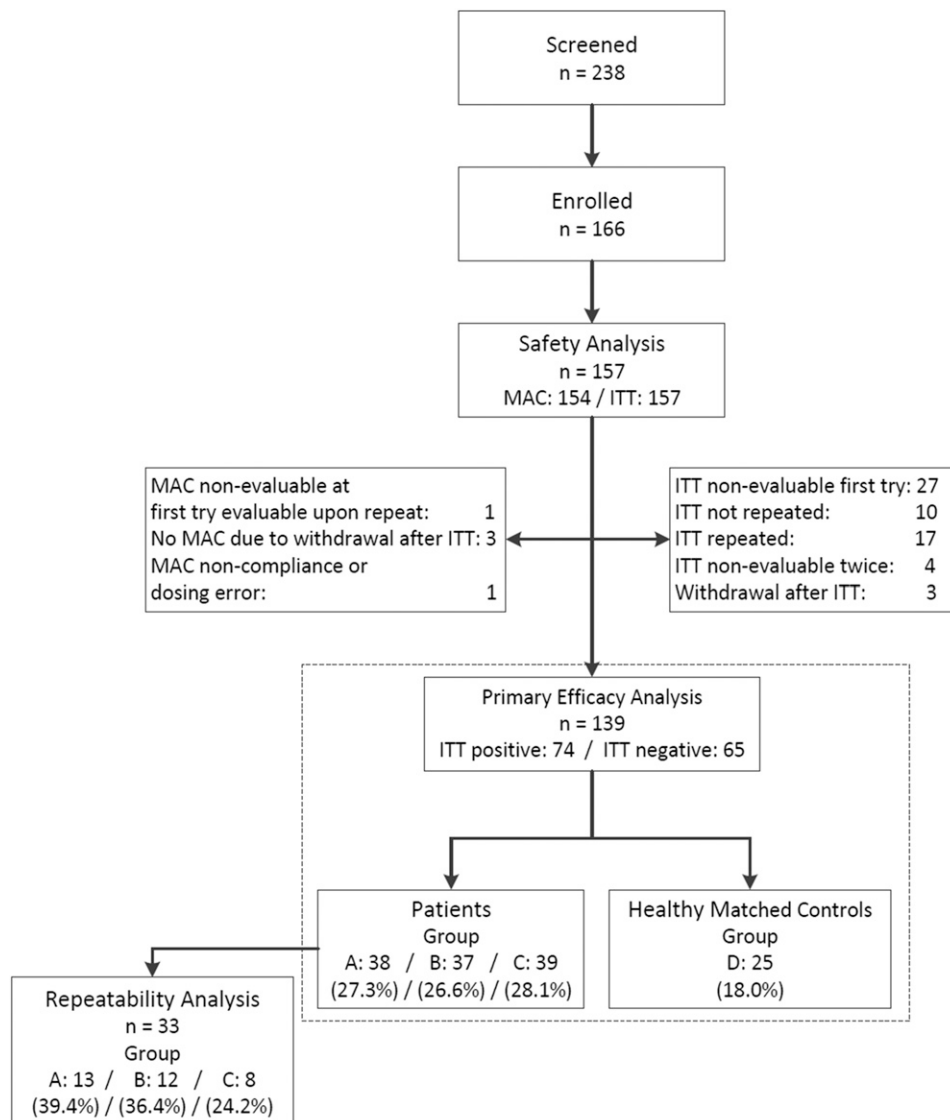 Screened
n = 238
Enrolled
n = 166
Safety Analysis
n = 157
MAC: 154 / ITT: 157
MAC non-evaluable at
first try evaluable upon repeat: 1
No MAC due to withdrawal after ITT: 3
MAC non-compliance or
dosing error: 1
ITT non-evaluable first try: 27
ITT not repeated: 10
ITT repeated: 17
ITT non-evaluable twice: 4
Withdrawal after ITT: 3
Primary Efficacy Analysis
n = 139
ITT positive: 74 / ITT negative: 65
Patients
Group
A: 38 / B: 37 / C: 39
(27.3%) / (26.6%) / (28.1%)
Healthy Matched Controls
Group
D: 25
(18.0%)
Repeatability Analysis
n = 33
Group
A: 13 / B: 12 / C: 8
(39.4%) / (36.4%) / (24.2%)